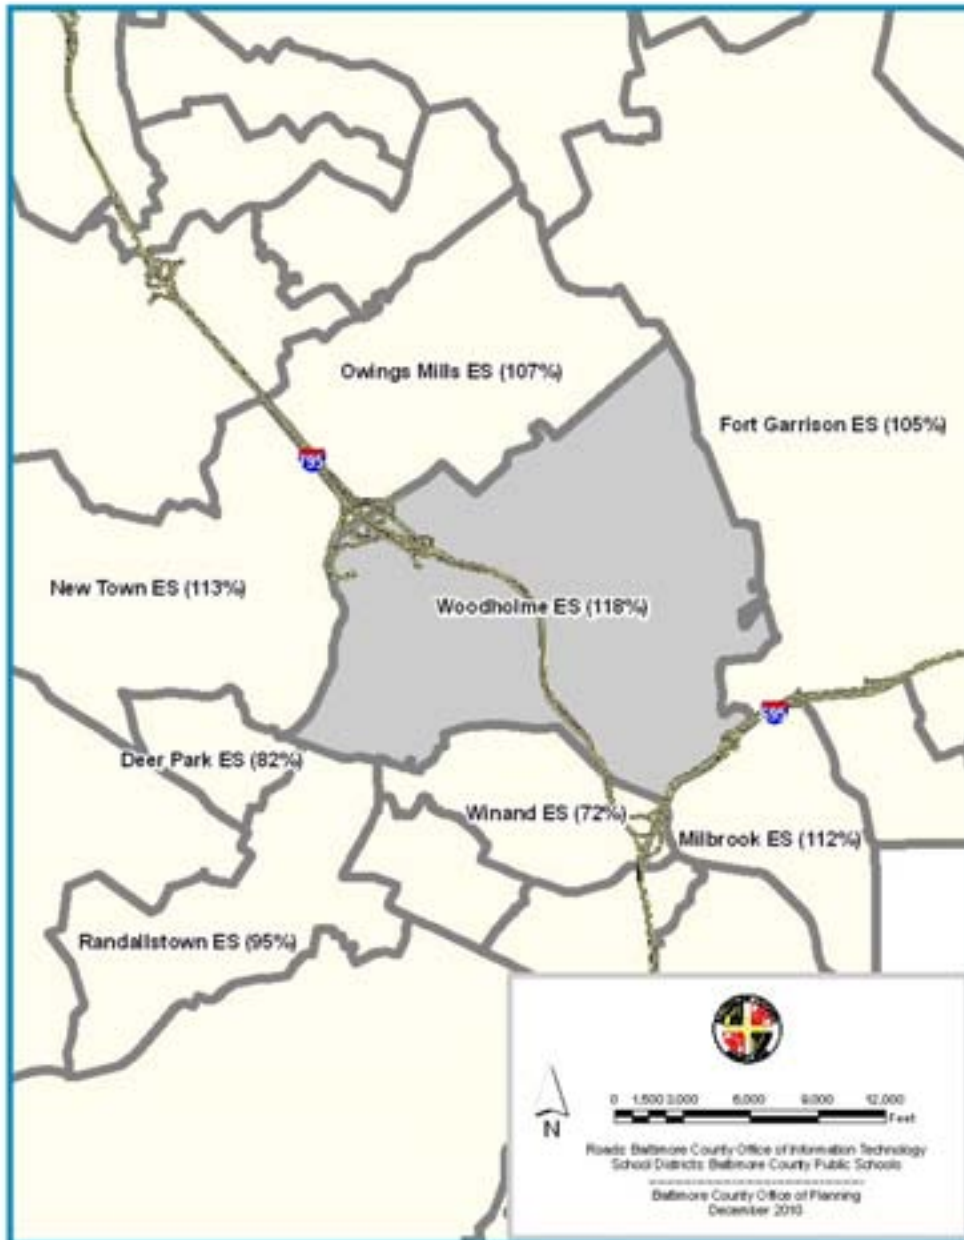 Owings Mills ES (107%)
Fort Garrison ES (105%)
795
New Town ES (113%)
Woodholme ES (118%)
695
Deer Park ES (82%)
Winand ES (72%)
Milbrook ES (112%)
Randallstown ES (95%)
0 1,500 3,000 6,000 9,000 12,000
Feet
N
Roads: Baltimore County Office of Information Technology
School Districts: Baltimore County Public Schools
Baltimore County Office of Planning
December 2010